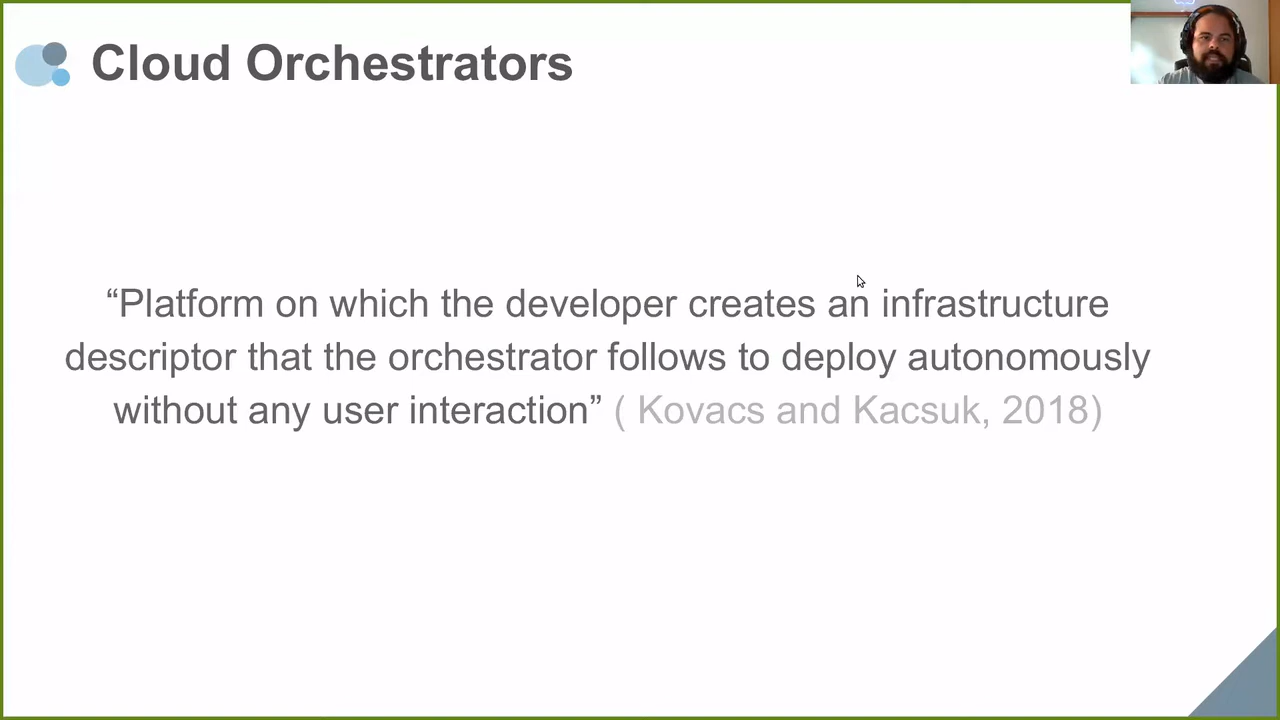 Cloud Orchestrators
“Platform on which the developer creates an infrastructure
descriptor that the orchestrator follows to deploy autonomously
without any user interaction” ( Kovacs and Kacsuk, 2018)